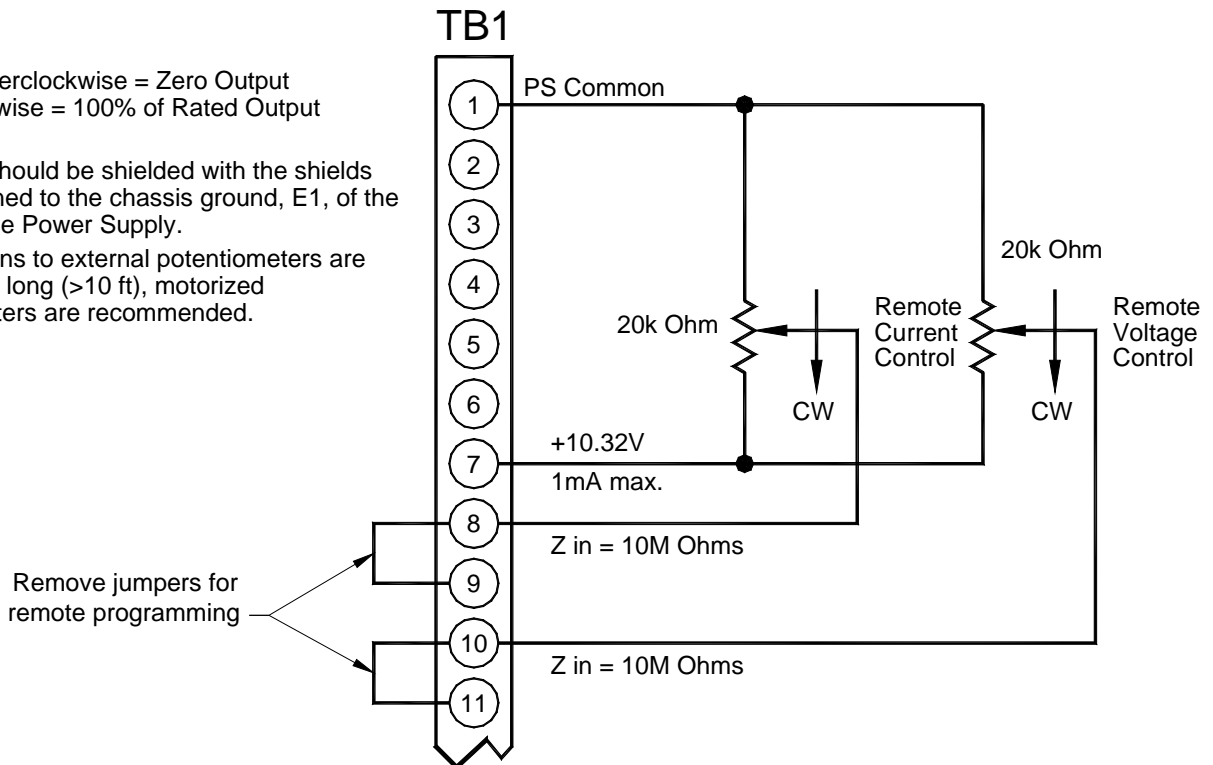 TB1
erclockwise = Zero Output
wise = 100% of Rated Output
hould be shielded with the shields
ned to the chassis ground, E1, of the
e Power Supply.
ns to external potentiometers are
long (>10 ft), motorized
ters are recommended.
PS Common
1
2
3
4
5
6
7
8
9
10
11
20k Ohm
Remote
Current
Control
CW
20k Ohm
Remote
Voltage
Control
CW
+10.32V
1mA max.
Z in = 10M Ohms
Z in = 10M Ohms
Remove jumpers for
remote programming